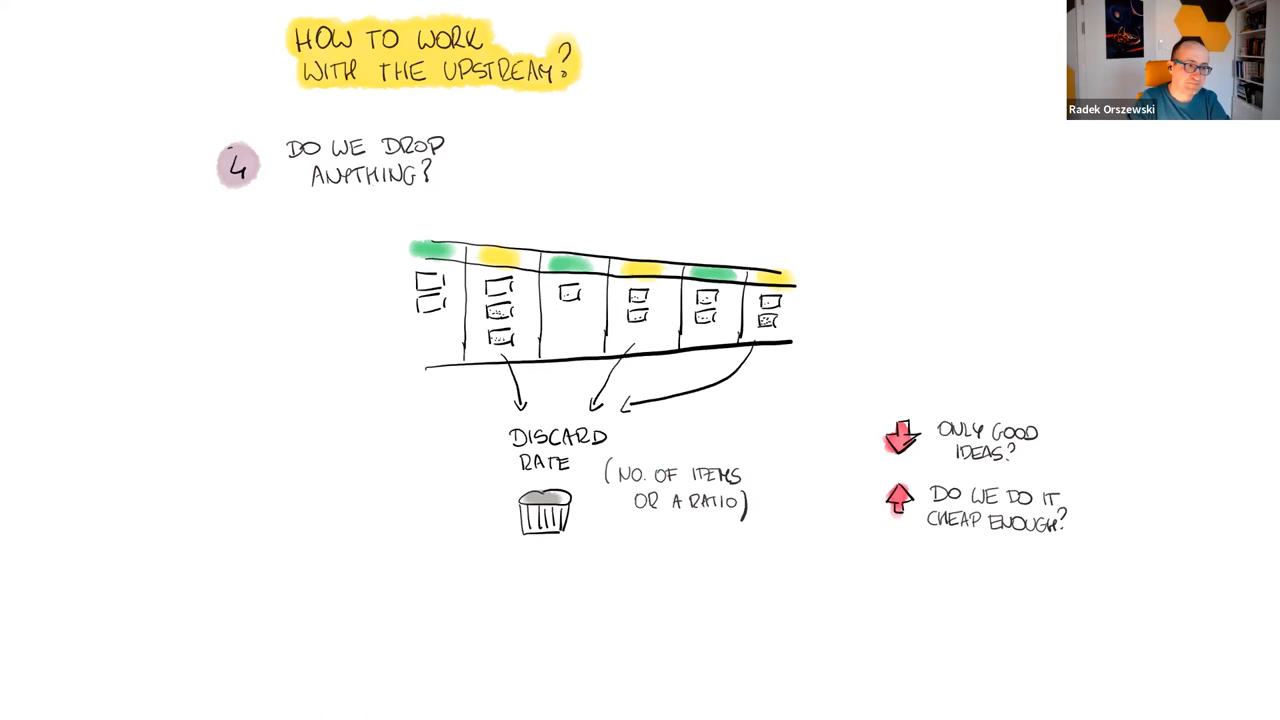 HOW TO WORK
WITH THE UPSTREAM?
Radek Orszewski
4
DO WE DROP
ANYTHING?
DISCARD
RATE
(NO. OF ITEMS
OR A RATIO)
ONLY GOOD
IDEAS?
DO WE DO IT
CHEAP ENOUGH?